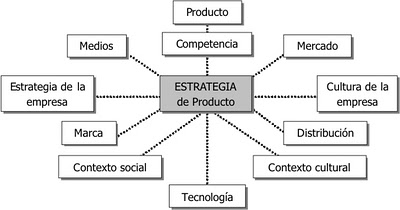 Producto
Medios
Competencia
Mercado
Estrategia de la
empresa
ESTRATEGIA
de Producto
Cultura de la
empresa
Marca
Distribución
Contexto social
Contexto cultural
Tecnología